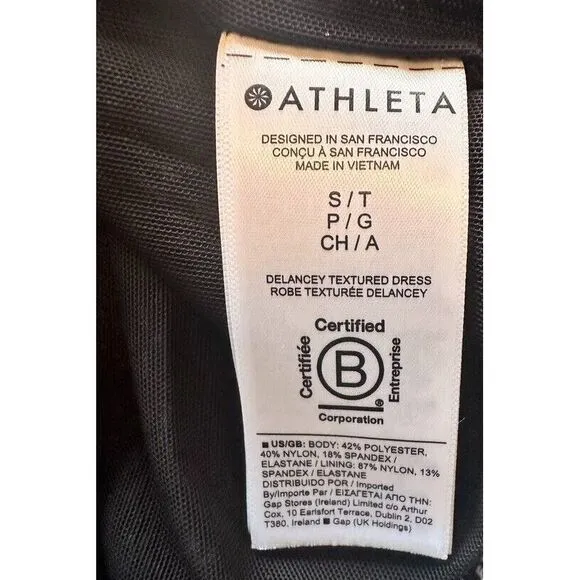 ATHLETA
DESIGNED IN SAN FRANCISCO
CONÇU À SAN FRANCISCO
MADE IN VIETNAM
S / T
P / G
CH / A
DELANCEY TEXTURED DRESS
ROBE TEXTURÉE DELANCEY
Certified
Certifiée
B
Entreprise
®
Corporation
■ US/GB: BODY: 42% POLYESTER,
40% NYLON, 18% SPANDEX /
ELASTANE / LINING: 87% NYLON, 13%
SPANDEX / ELASTANE
DISTRIBUIDO POR / Imported
By/Importe Par / ΕΙΣΑΓΕΤΑΙ ΑΠΟ ΤΗΝ:
Gap Stores (Ireland) Limited c/o Arthur
Cox, 10 Earlsfort Terrace, Dublin 2, D02
T380, Ireland ■ Gap (UK Holdings)